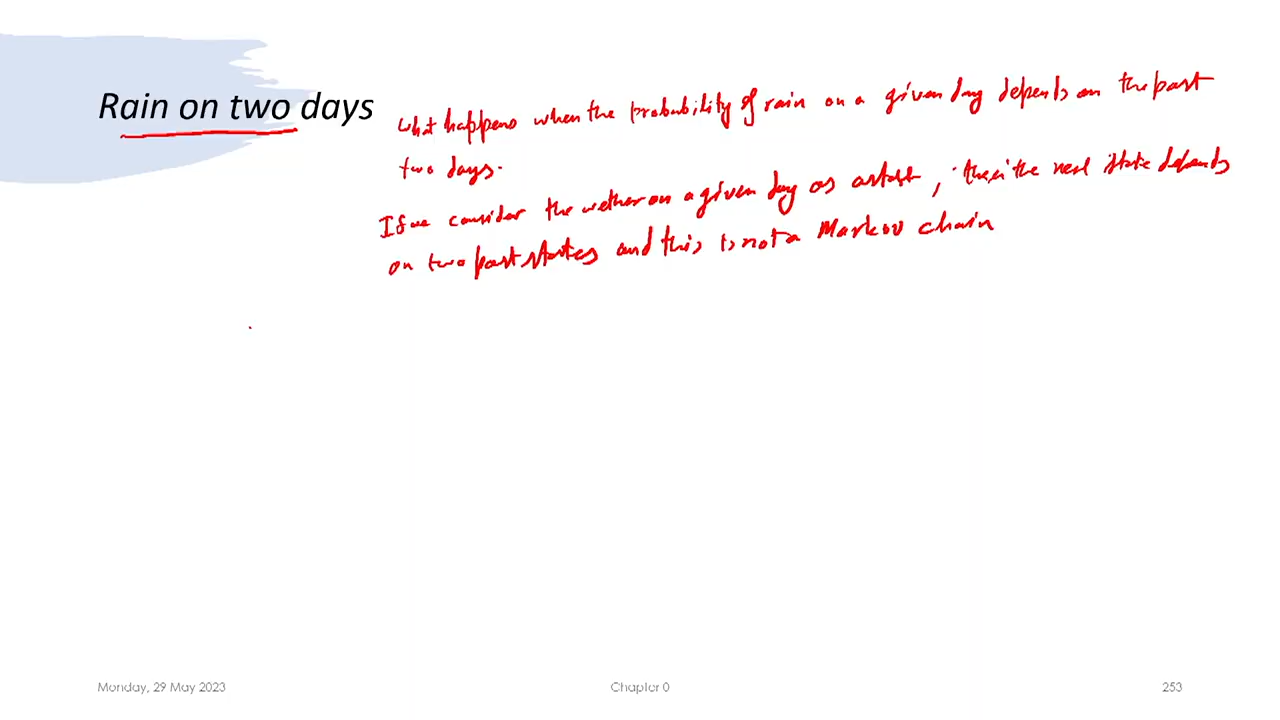 Rain on two days
what happens when the probability of rain on a given day depends on the past
two days.
If we consider the wether on a given day as a state, then the next state depends
on two past states and this is not a Markov chain
Monday, 29 May 2023
Chapter 0
253